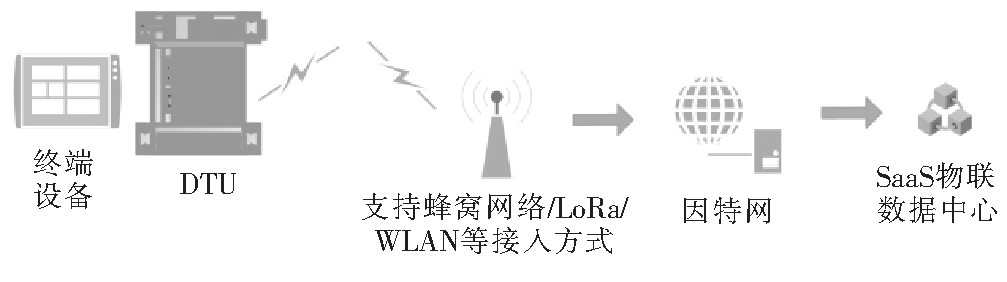 终端
设备
DTU
支持蜂窝网络/LoRa/
WLAN等接入方式
因特网
SaaS物联
数据中心